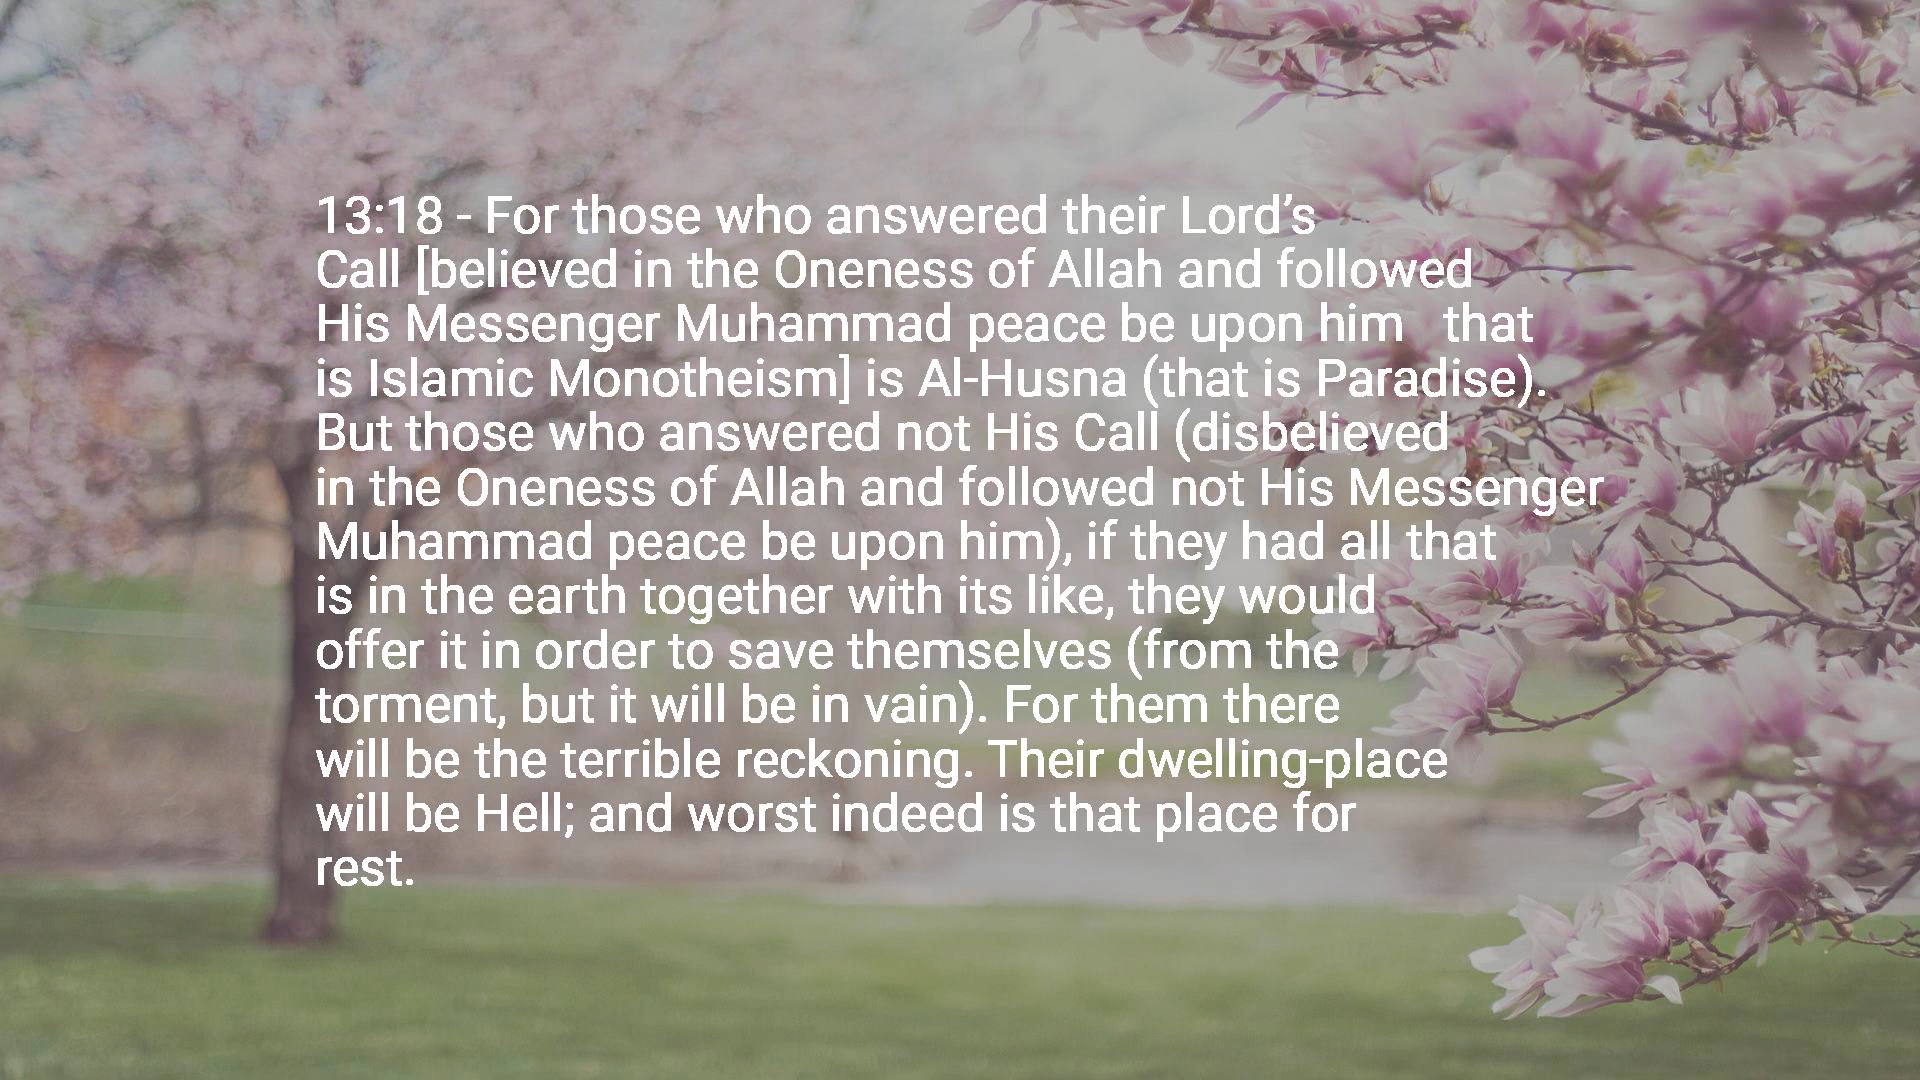 13:18 - For those who answered their Lord’s
Call [believed in the Oneness of Allah and followed
His Messenger Muhammad peace be upon him   that
is Islamic Monotheism] is Al-Husna (that is Paradise).
But those who answered not His Call (disbelieved
in the Oneness of Allah and followed not His Messenger
Muhammad peace be upon him), if they had all that
is in the earth together with its like, they would
offer it in order to save themselves (from the
torment, but it will be in vain). For them there
will be the terrible reckoning. Their dwelling-place
will be Hell; and worst indeed is that place for
rest.